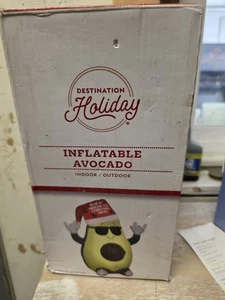 DESTINATION
Holiday
INFLATABLE
AVOCADO
INDOOR / OUTDOOR